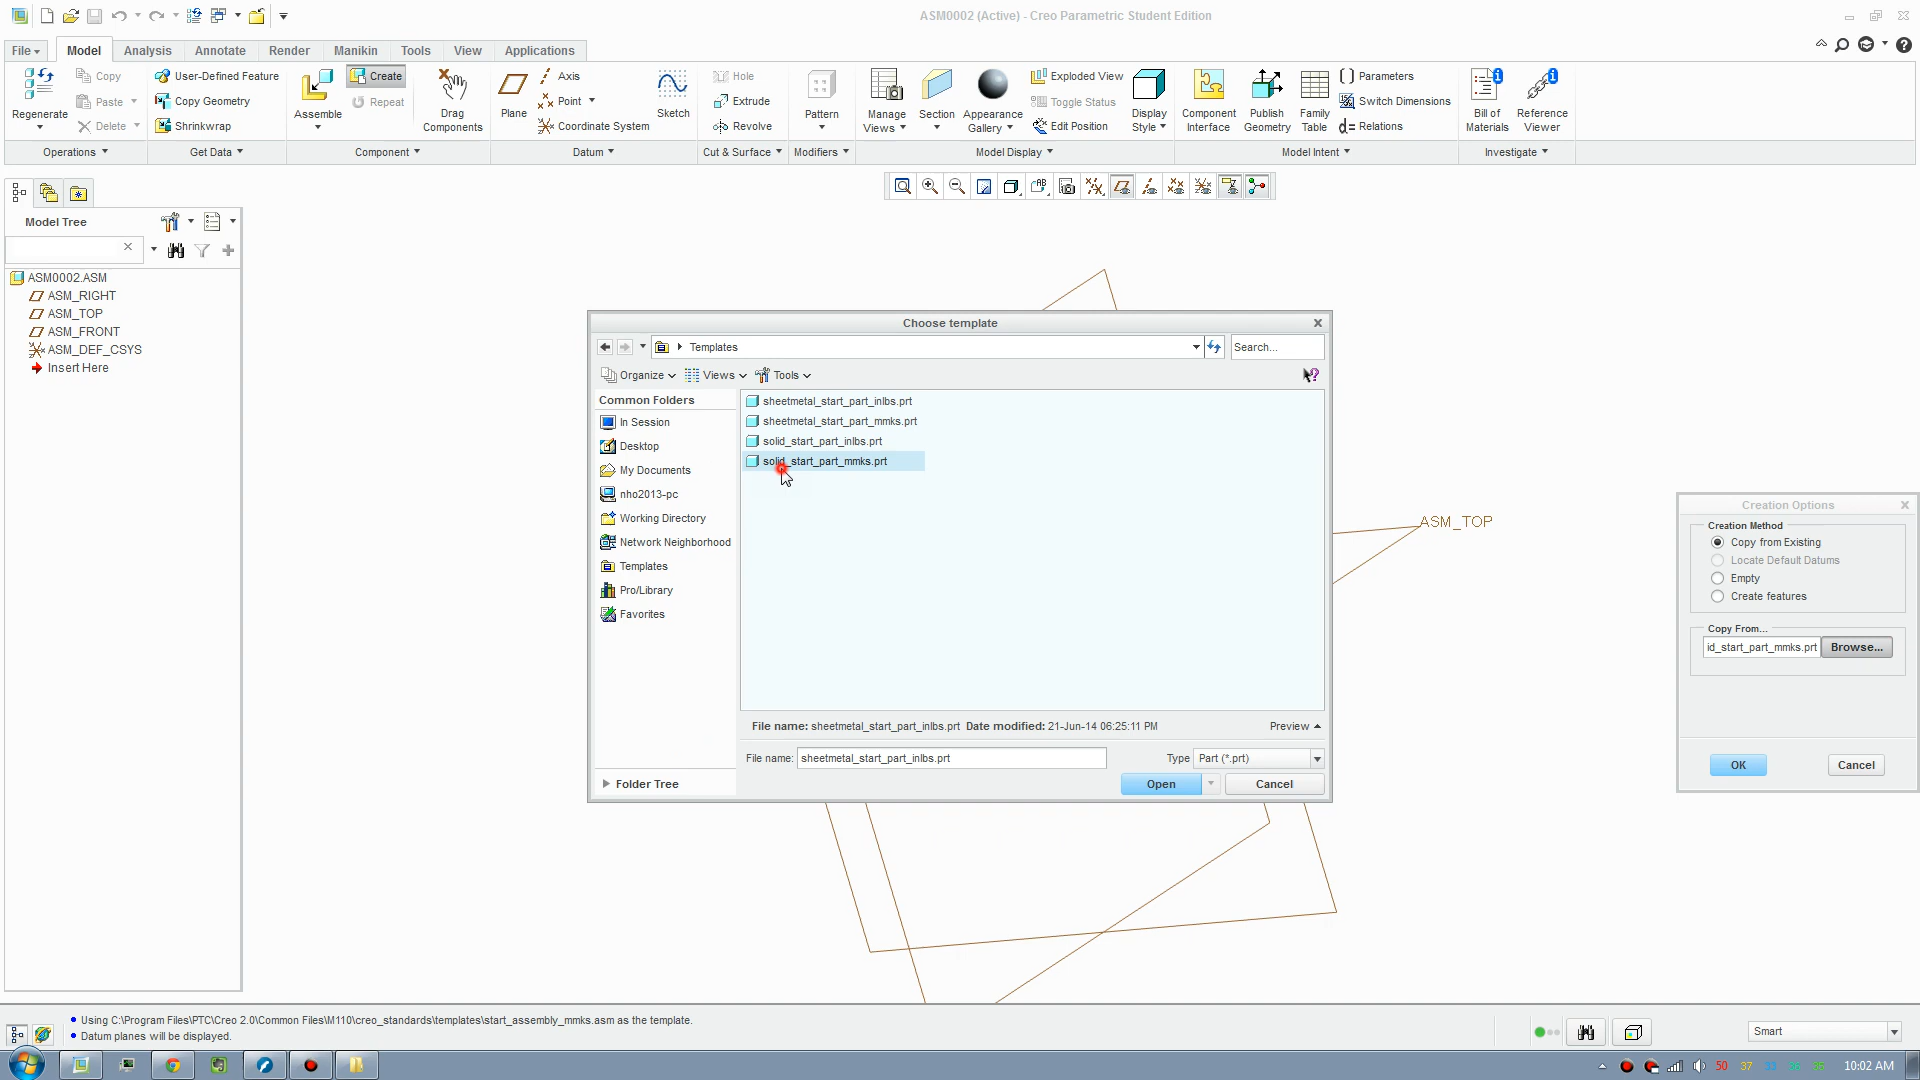 ASM0002 (Active) - Creo Parametric Student Edition
File
Model
Analysis
Annotate
Render
Manikin
Tools
View
Applications
Regenerate
Copy
Paste
Delete
Operations
User-Defined Feature
Copy Geometry
Shrinkwrap
Get Data
Assemble
Create
Repeat
Drag
Components
Component
Plane
Axis
Point
Coordinate System
Sketch
Datum
Hole
Extrude
Revolve
Cut & Surface
Pattern
Modifiers
Manage
Views
Section
Appearance
Gallery
Exploded View
Toggle Status
Edit Position
Display
Style
Model Display
Component
Interface
Publish
Geometry
Family
Table
Parameters
Switch Dimensions
Relations
Model Intent
Bill of
Materials
Reference
Viewer
Investigate
Model Tree
ASM0002.ASM
ASM_RIGHT
ASM_TOP
ASM_FRONT
ASM_DEF_CSYS
Insert Here
Choose template
Templates
Search...
Organize
Views
Tools
Common Folders
In Session
Desktop
My Documents
nho2013-pc
Working Directory
Network Neighborhood
Templates
Pro/Library
Favorites
Folder Tree
sheetmetal_start_part_inlbs.prt
sheetmetal_start_part_mmks.prt
solid_start_part_inlbs.prt
solid_start_part_mmks.prt
File name: sheetmetal_start_part_inlbs.prt Date modified: 21-Jun-14 06:25:11 PM
Preview
File name: sheetmetal_start_part_inlbs.prt
Type Part (*.prt)
Open
Cancel
ASM_TOP
Creation Options
Creation Method
Copy from Existing
Locate Default Datums
Empty
Create features
Copy From...
id_start_part_mmks.prt
Browse...
OK
Cancel
Using C:\Program Files\PTC\Creo 2.0\Common Files\M110\creo_standards\templates\start_assembly_mmks.asm as the template.
Datum planes will be displayed.
Smart
50 37
10:02 AM